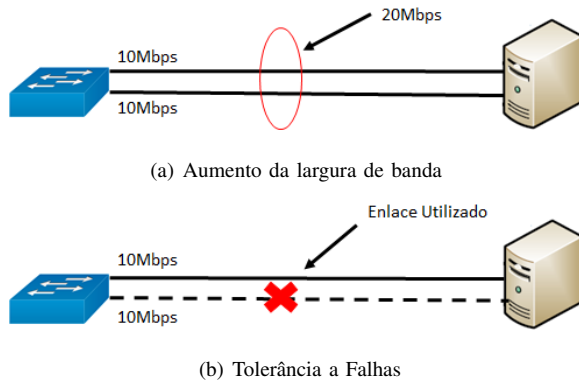 20Mbps
10Mbps
10Mbps
(a) Aumento da largura de banda
Enlace Utilizado
10Mbps
10Mbps
(b) Tolerância a Falhas